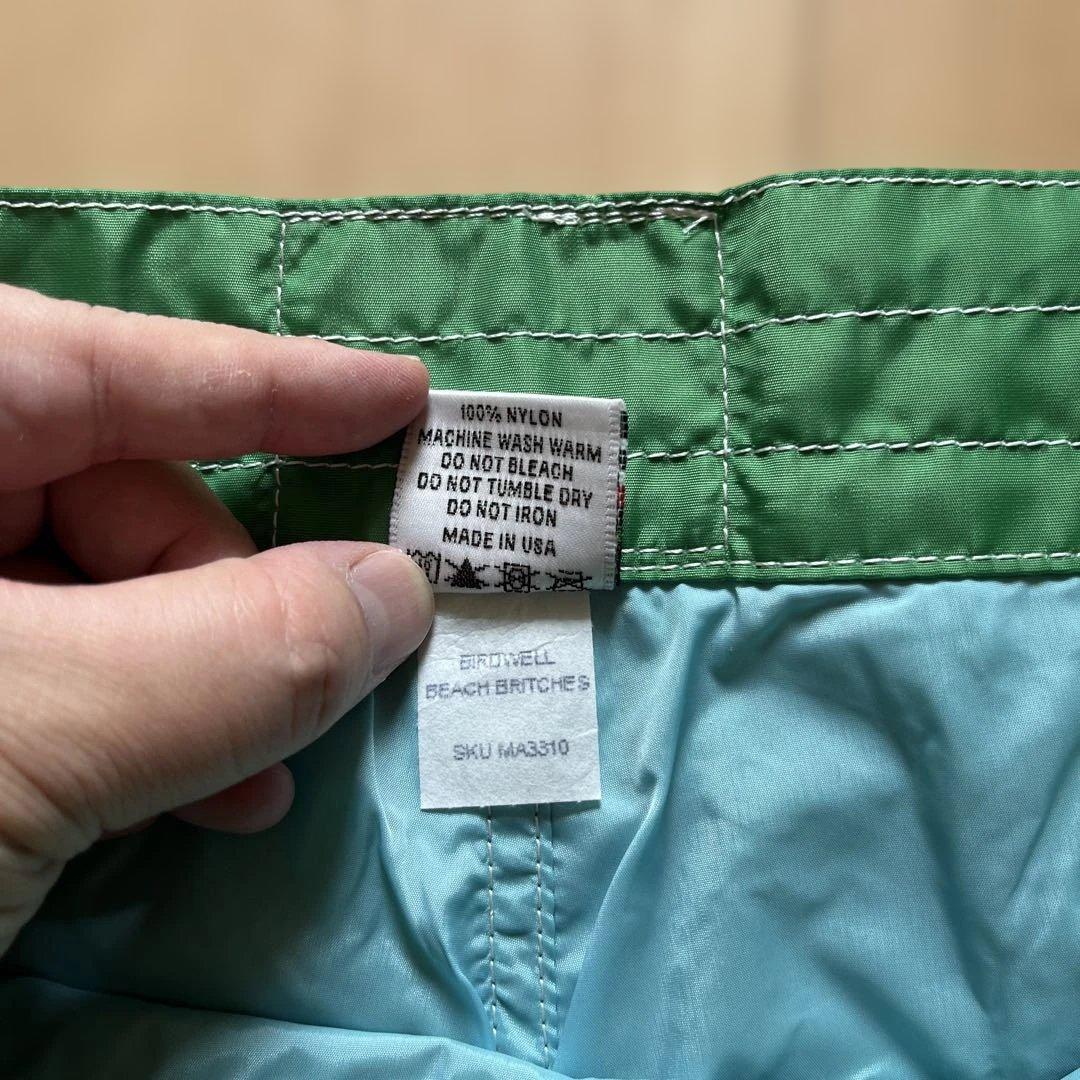 100% NYLON
MACHINE WASH WARM
DO NOT BLEACH
DO NOT TUMBLE DRY
DO NOT IRON
MADE IN USA
BIRDWELL
BEACH BRITCHES
SKU MA3310